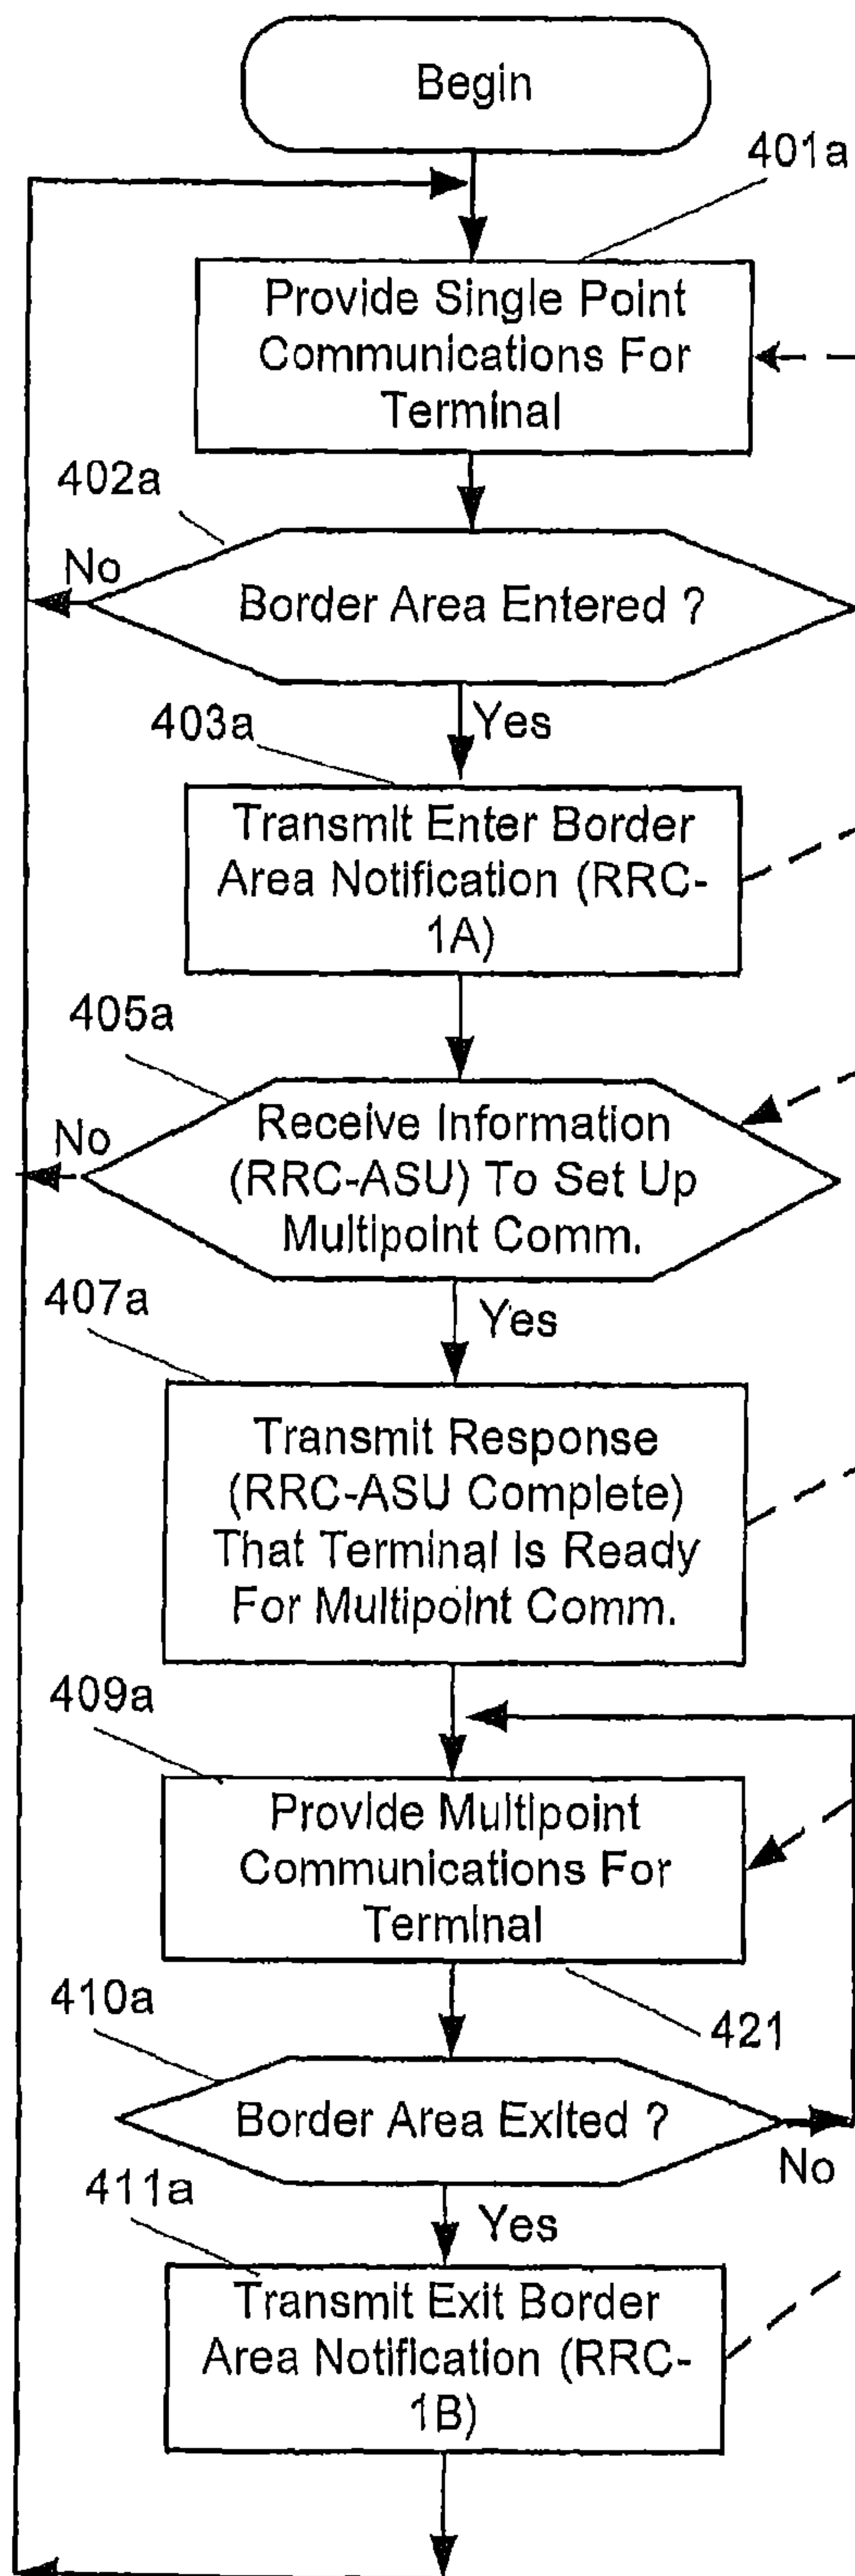 Begin
401a
Provide Single Point
Communications For
Terminal
402a
No
Border Area Entered ?
Yes
403a
Transmit Enter Border
Area Notification (RRC-
1A)
405a
No
Receive Information
(RRC-ASU) To Set Up
Multipoint Comm.
Yes
407a
Transmit Response
(RRC-ASU Complete)
That Terminal Is Ready
For Multipoint Comm.
409a
Provide Multipoint
Communications For
Terminal
421
410a
Border Area Exited ?
No
Yes
411a
Transmit Exit Border
Area Notification (RRC-
1B)